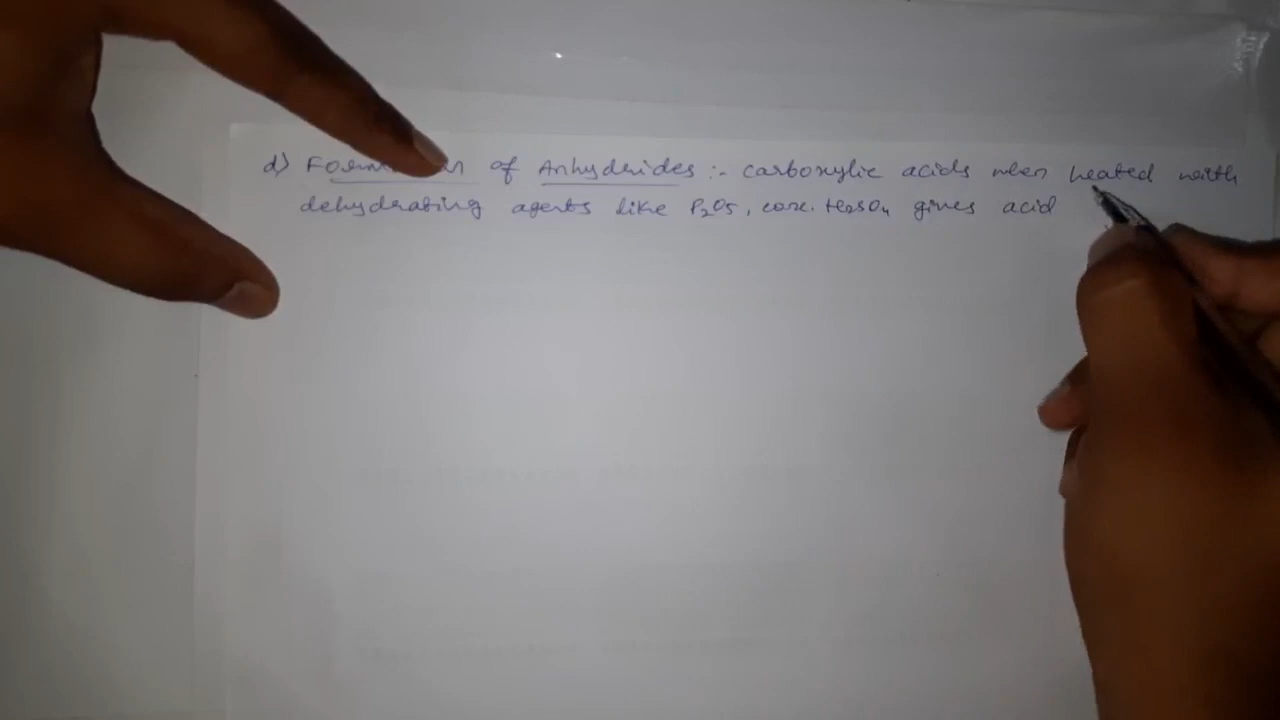 d) Formation of Anhydrides :- carboxylic acids when heated with
dehydrating agents like P₂O₅, conc. H₂SO₄ gives acid